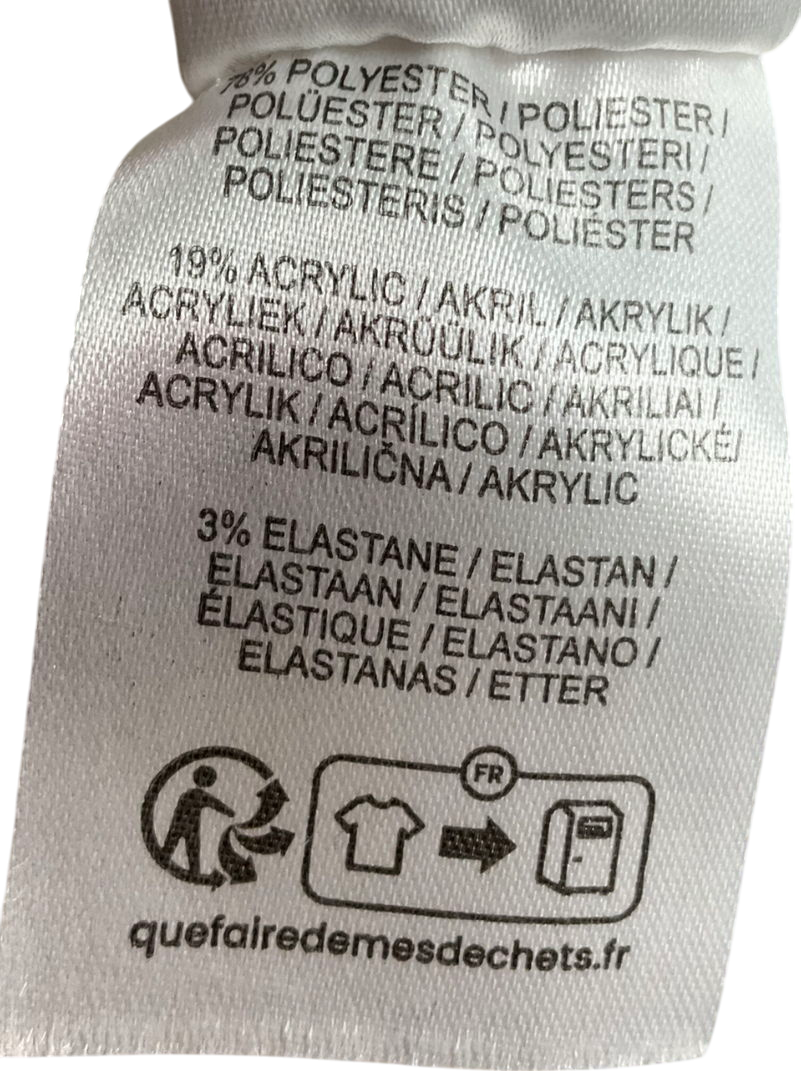 78% POLYESTER / POLIESTER /
POLÜESTER / POLYESTERI /
POLIESTERE / POLIESTERS /
POLIESTERIS / POLIÉSTER
19% ACRYLIC / AKRIL / AKRYLIK /
ACRYLIEK / AKRÜÜLIK / ACRYLIQUE /
ACRILICO / ACRILIC / AKRILIAI /
ACRYLIK / ACRÍLICO / AKRYLICKÉ/
AKRILIČNA / AKRYLIC
3% ELASTANE / ELASTAN /
ELASTAAN / ELASTAANI /
ÉLASTIQUE / ELASTANO /
ELASTANAS / ETTER
FR
quefairedemesdechets.fr